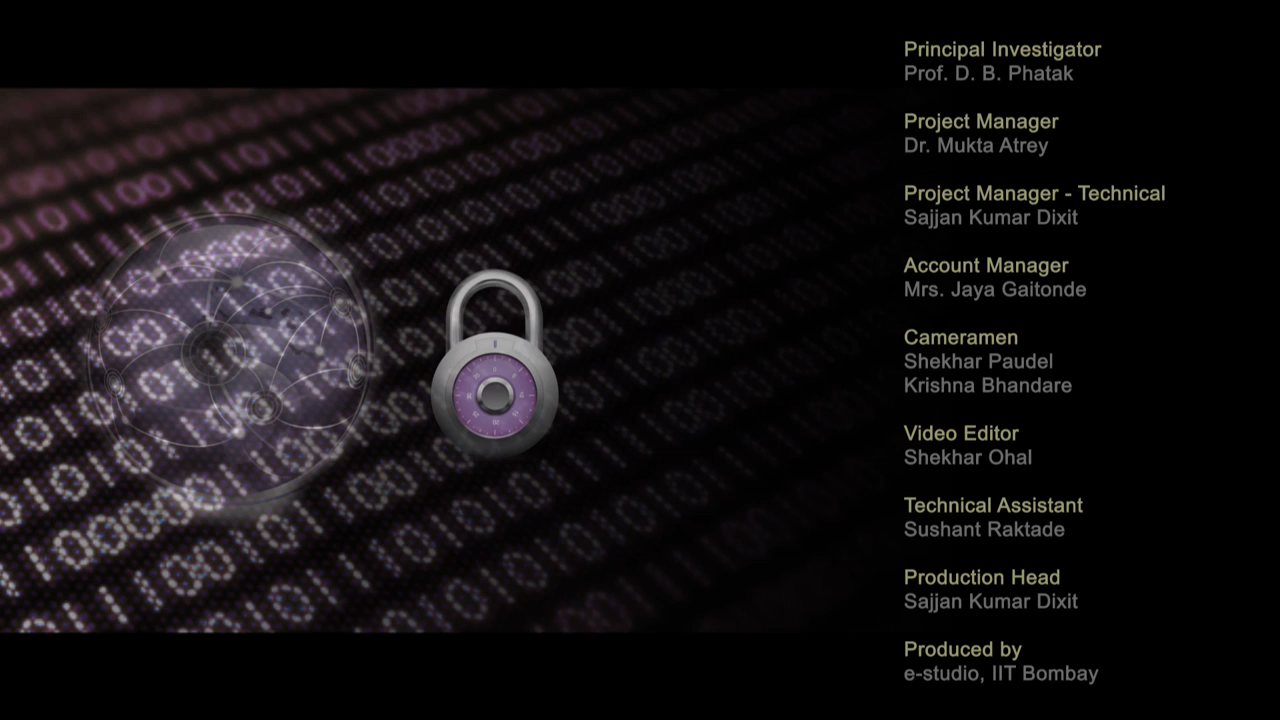 Principal Investigator
Prof. D. B. Phatak
Project Manager
Dr. Mukta Atrey
Project Manager - Technical
Sajjan Kumar Dixit
Account Manager
Mrs. Jaya Gaitonde
Cameramen
Shekhar Paudel
Krishna Bhandare
Video Editor
Shekhar Ohal
Technical Assistant
Sushant Raktade
Production Head
Sajjan Kumar Dixit
Produced by
e-studio, IIT Bombay